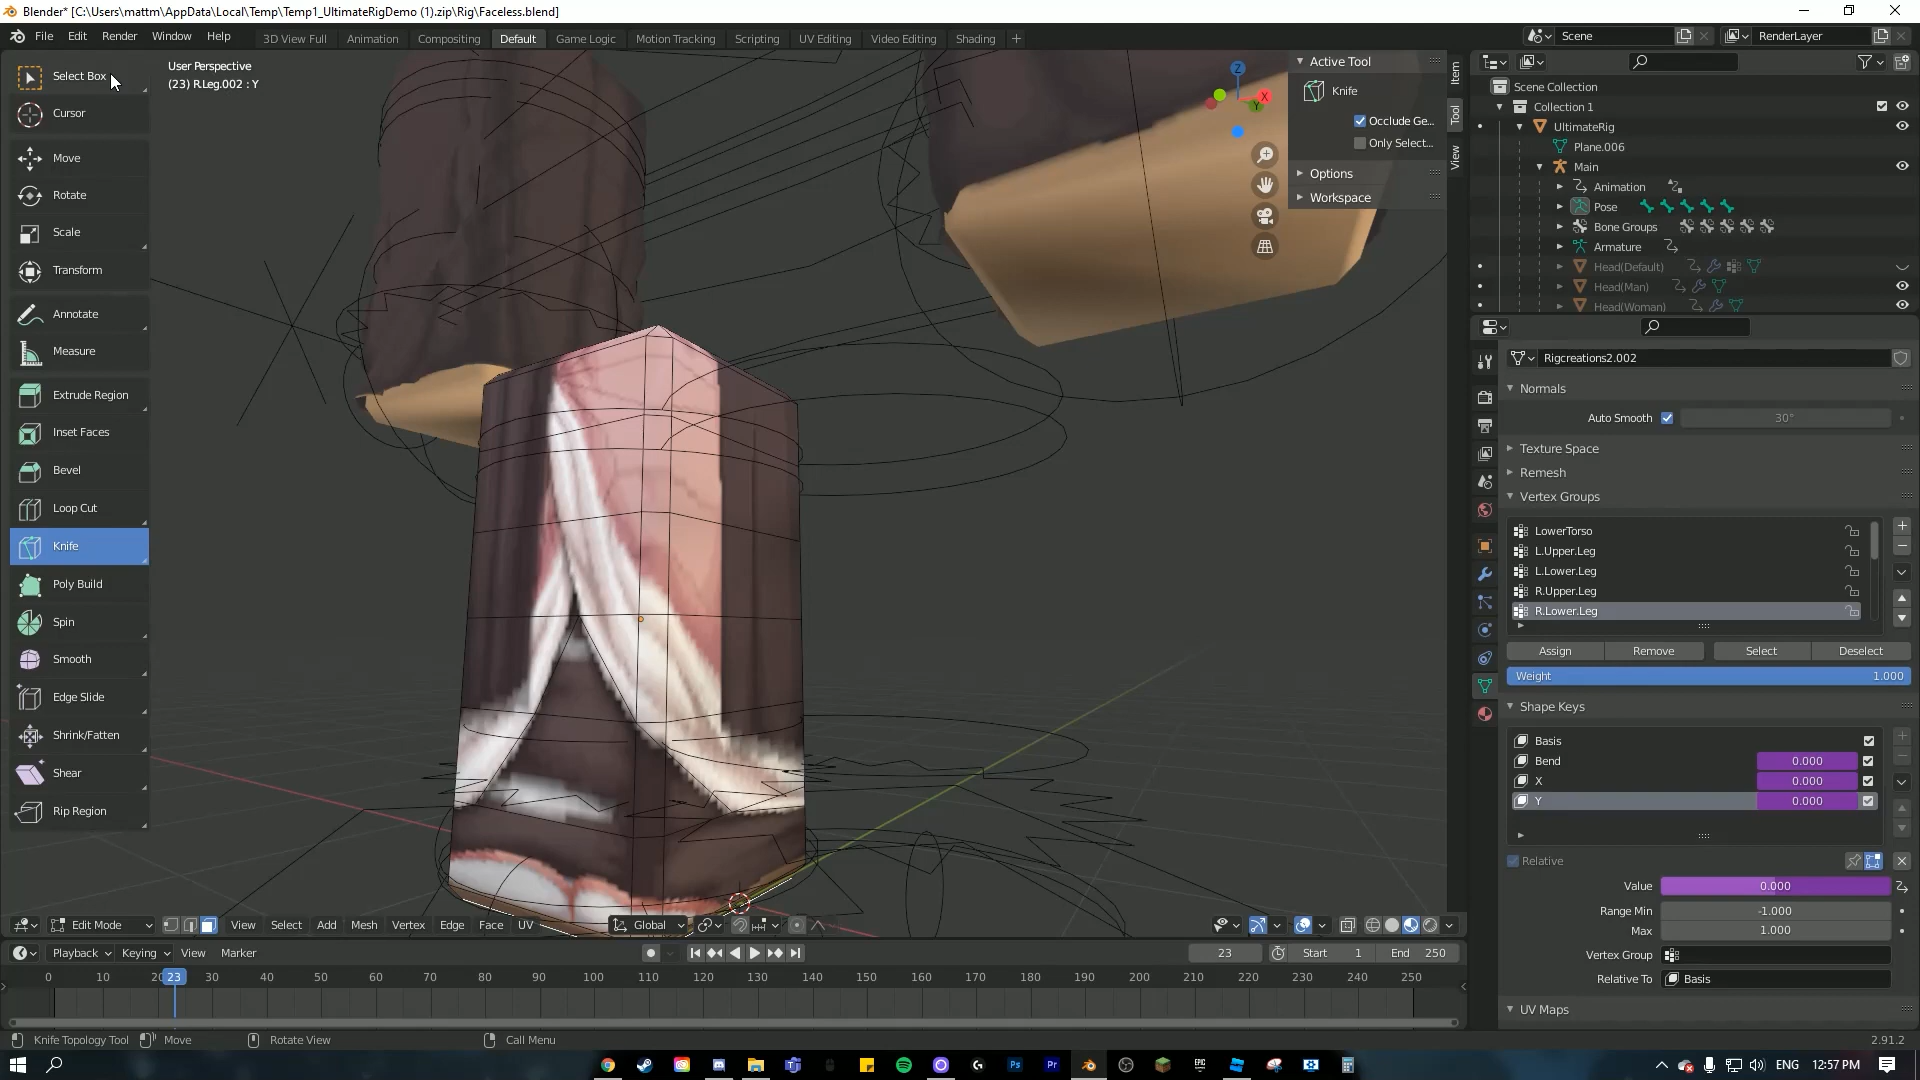 Blender* [C:\Users\mattm\AppData\Local\Temp\Temp1_UltimateRigDemo (1).zip\Rig\Faceless.blend]
File Edit Render Window Help 3D View Full Animation Compositing Default Game Logic Motion Tracking Scripting UV Editing Video Editing Shading + Scene RenderLayer
Select Box
Cursor
Move
Rotate
Scale
Transform
Annotate
Measure
Extrude Region
Inset Faces
Bevel
Loop Cut
Knife
Poly Build
Spin
Smooth
Edge Slide
Shrink/Fatten
Shear
Rip Region
User Perspective
(23) R.Leg.002 : Y
Z
X
Y
Active Tool
Knife
Occlude Ge...
Only Select...
Options
Workspace
Item
Tool
View
Scene Collection
Collection 1
UltimateRig
Plane.006
Main
Animation
Pose
Bone Groups
Armature
Head(Default)
Head(Man)
Head(Woman)
Rigcreations2.002
Normals
Auto Smooth 30°
Texture Space
Remesh
Vertex Groups
LowerTorso
L.Upper.Leg
L.Lower.Leg
R.Upper.Leg
R.Lower.Leg
Assign Remove Select Deselect
Weight 1.000
Shape Keys
Basis
Bend 0.000
X 0.000
Y 0.000
Relative
Value 0.000
Range Min -1.000
Max 1.000
Vertex Group
Relative To Basis
UV Maps
Edit Mode View Select Add Mesh Vertex Edge Face UV Global
Playback Keying View Marker 23 Start 1 End 250
0 10 20 23 30 40 50 60 70 80 90 100 110 120 130 140 150 160 170 180 190 200 210 220 230 240 250
Knife Topology Tool Move Rotate View Call Menu 2.91.2
Ps Pr EPIC ENG 12:57 PM